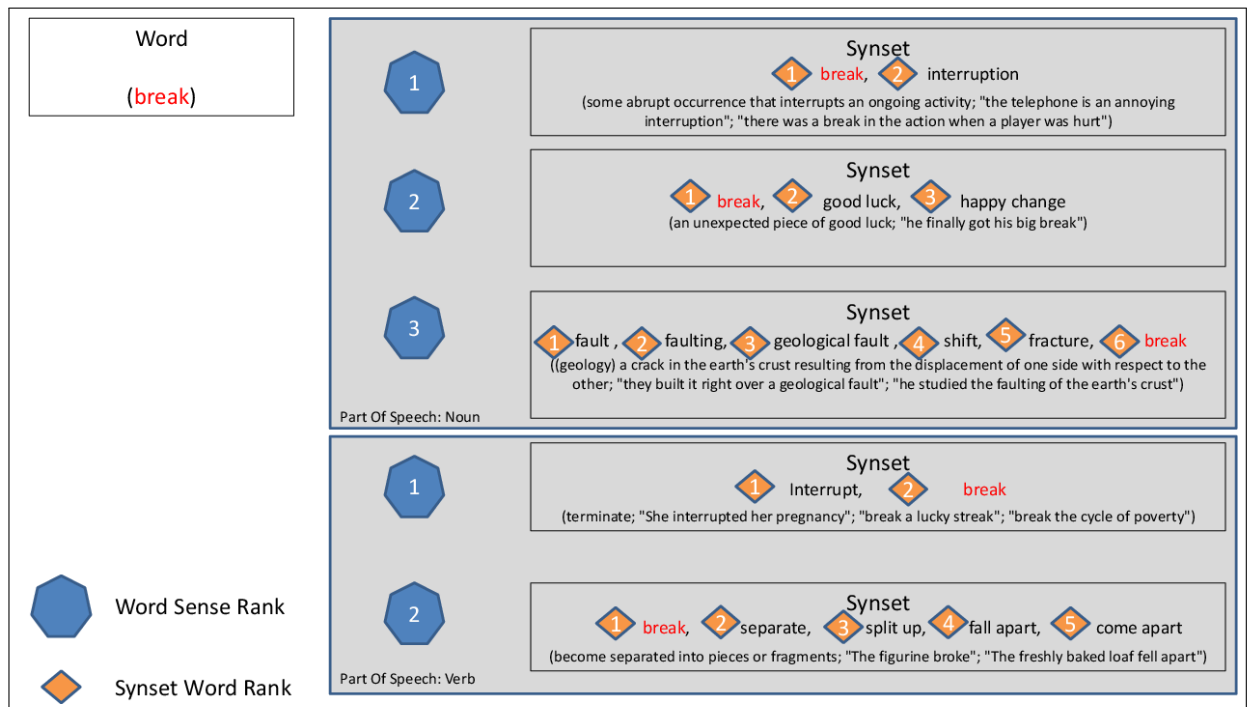 Word
(break)
1
Synset
1 break, 2 interruption
(some abrupt occurrence that interrupts an ongoing activity; "the telephone is an annoying
interruption"; "there was a break in the action when a player was hurt")
2
Synset
1 break, 2 good luck, 3 happy change
(an unexpected piece of good luck; "he finally got his big break")
3
Synset
1 fault , 2 faulting, 3 geological fault , 4 shift, 5 fracture, 6 break
((geology) a crack in the earth's crust resulting from the displacement of one side with respect to the
other; "they built it right over a geological fault"; "he studied the faulting of the earth's crust")
Part Of Speech: Noun
1
Synset
1 Interrupt, 2 break
(terminate; "She interrupted her pregnancy"; "break a lucky streak"; "break the cycle of poverty")
2
Synset
1 break, 2 separate, 3 split up, 4 fall apart, 5 come apart
(become separated into pieces or fragments; "The figurine broke"; "The freshly baked loaf fell apart")
Part Of Speech: Verb
Word Sense Rank
Synset Word Rank